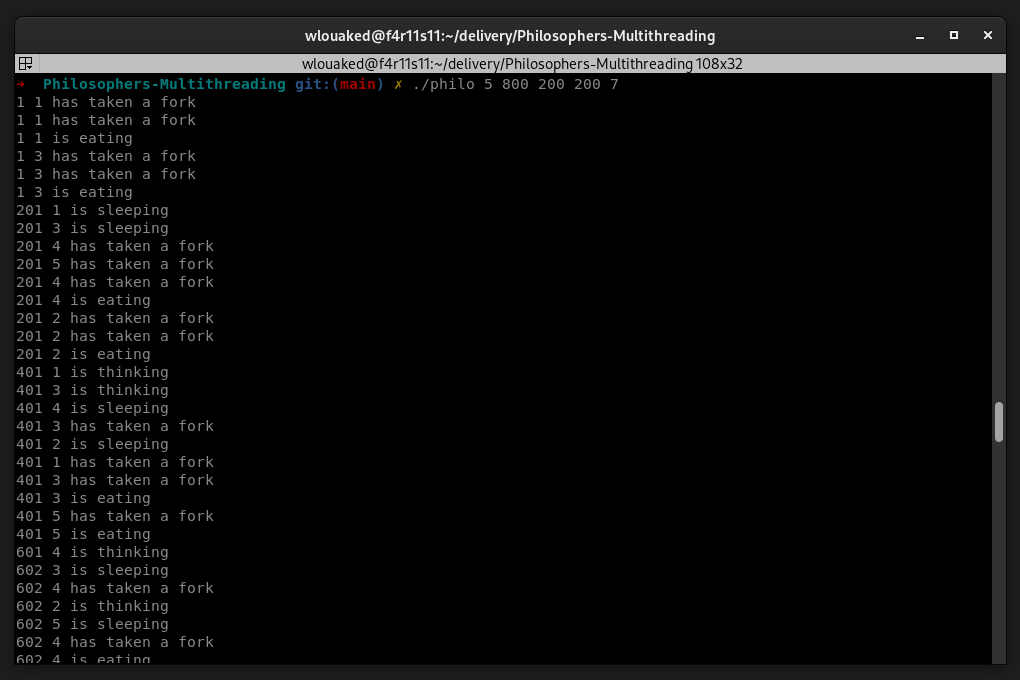 wlouaked@f4r11s11:~/delivery/Philosophers-Multithreading
wlouaked@f4r11s11:~/delivery/Philosophers-Multithreading 108x32
➜  Philosophers-Multithreading git:(main) ✗ ./philo 5 800 200 200 7
1 1 has taken a fork
1 1 has taken a fork
1 1 is eating
1 3 has taken a fork
1 3 has taken a fork
1 3 is eating
201 1 is sleeping
201 3 is sleeping
201 4 has taken a fork
201 5 has taken a fork
201 4 has taken a fork
201 4 is eating
201 2 has taken a fork
201 2 has taken a fork
201 2 is eating
401 1 is thinking
401 3 is thinking
401 4 is sleeping
401 3 has taken a fork
401 2 is sleeping
401 1 has taken a fork
401 3 has taken a fork
401 3 is eating
401 5 has taken a fork
401 5 is eating
601 4 is thinking
602 3 is sleeping
602 4 has taken a fork
602 2 is thinking
602 5 is sleeping
602 4 has taken a fork
602 4 is eating